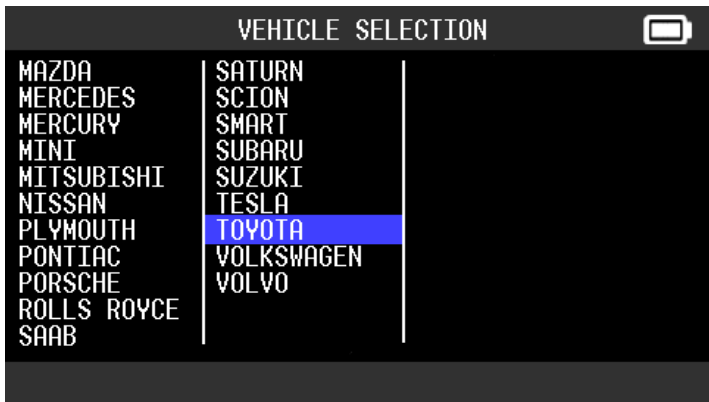 VEHICLE SELECTION
MAZDA
MERCEDES
MERCURY
MINI
MITSUBISHI
NISSAN
PLYMOUTH
PONTIAC
PORSCHE
ROLLS ROYCE
SAAB
SATURN
SCION
SMART
SUBARU
SUZUKI
TESLA
TOYOTA
VOLKSWAGEN
VOLVO